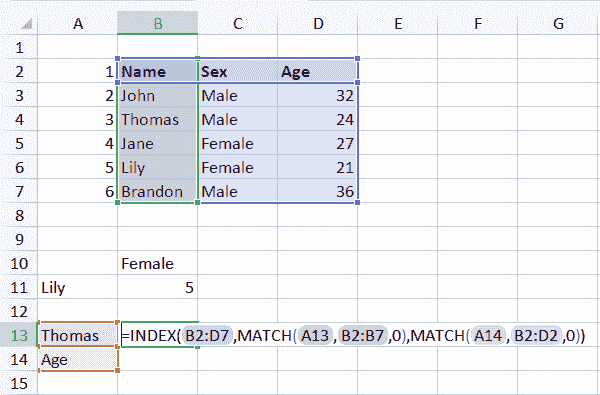 A B C D E F G
1
2 1 Name Sex Age
3 2 John Male 32
4 3 Thomas Male 24
5 4 Jane Female 27
6 5 Lily Female 21
7 6 Brandon Male 36
8
9
10 Female
11 Lily 5
12
13 Thomas =INDEX(B2:D7,MATCH(A13,B2:B7,0),MATCH(A14,B2:D2,0))
14 Age
15